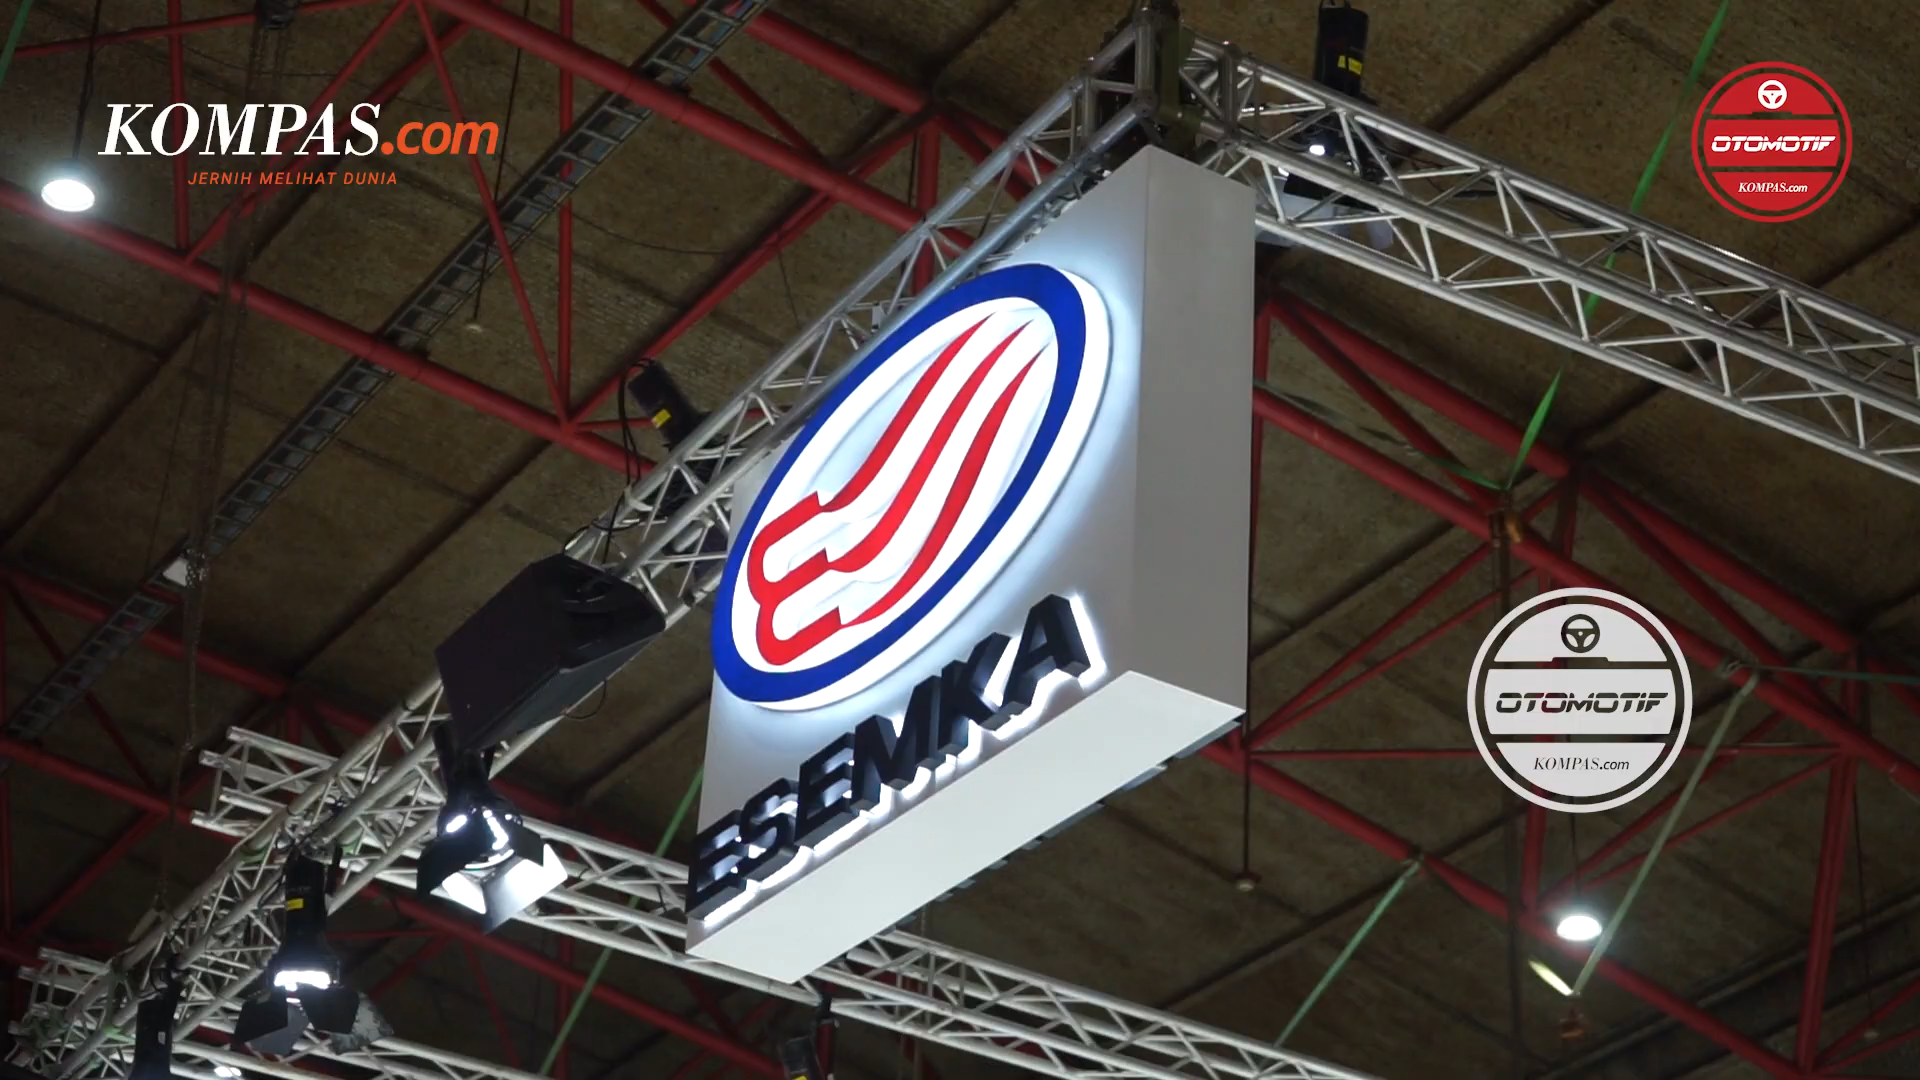 KOMPAS.com
JERNIH MELIHAT DUNIA
OTOMOTIF
KOMPAS.com
ESEMKA
OTOMOTIF
KOMPAS.com